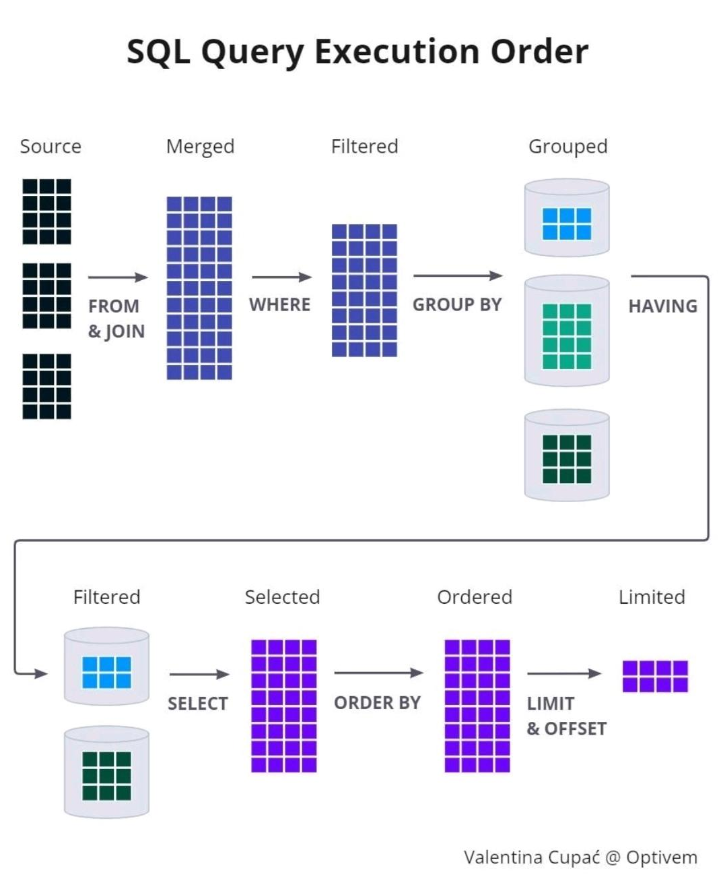 SQL Query Execution Order
Source
Merged
Filtered
Grouped
FROM
& JOIN
WHERE
GROUP BY
HAVING
Filtered
Selected
Ordered
Limited
SELECT
ORDER BY
LIMIT
& OFFSET
Valentina Cupać @ Optivem